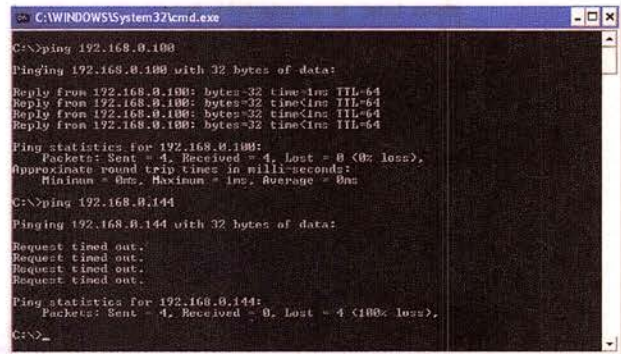 C:\WINDOWS\System32\cmd.exe
C:\>ping 192.168.0.100
Pinging 192.168.0.100 with 32 bytes of data:
Reply from 192.168.0.100: bytes=32 time=1ms TTL=64
Reply from 192.168.0.100: bytes=32 time<1ms TTL=64
Reply from 192.168.0.100: bytes=32 time<1ms TTL=64
Reply from 192.168.0.100: bytes=32 time<1ms TTL=64
Ping statistics for 192.168.0.100:
Packets: Sent = 4, Received = 4, Lost = 0 (0% loss),
Approximate round trip times in milli-seconds:
Minimum = 0ms, Maximum = 1ms, Average = 0ms
C:\>ping 192.168.0.144
Pinging 192.168.0.144 with 32 bytes of data:
Request timed out.
Request timed out.
Request timed out.
Request timed out.
Ping statistics for 192.168.0.144:
Packets: Sent = 4, Received = 0, Lost = 4 (100% loss),
C:\>_